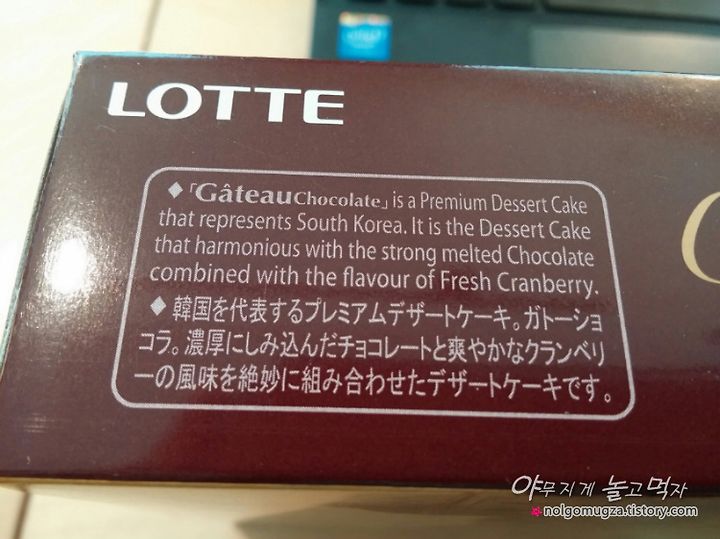 LOTTE
◆「GâteauChocolate」is a Premium Dessert Cake
that represents South Korea. It is the Dessert Cake
that harmonious with the strong melted Chocolate
combined with the flavour of Fresh Cranberry.
◆韓国を代表するプレミアムデザートケーキ。ガトーショ
コラ。濃厚にしみ込んだチョコレートと爽やかなクランベリ
ーの風味を絶妙に組み合わせたデザートケーキです。
야무지게 놀고먹자
nolgomugza.tistory.com